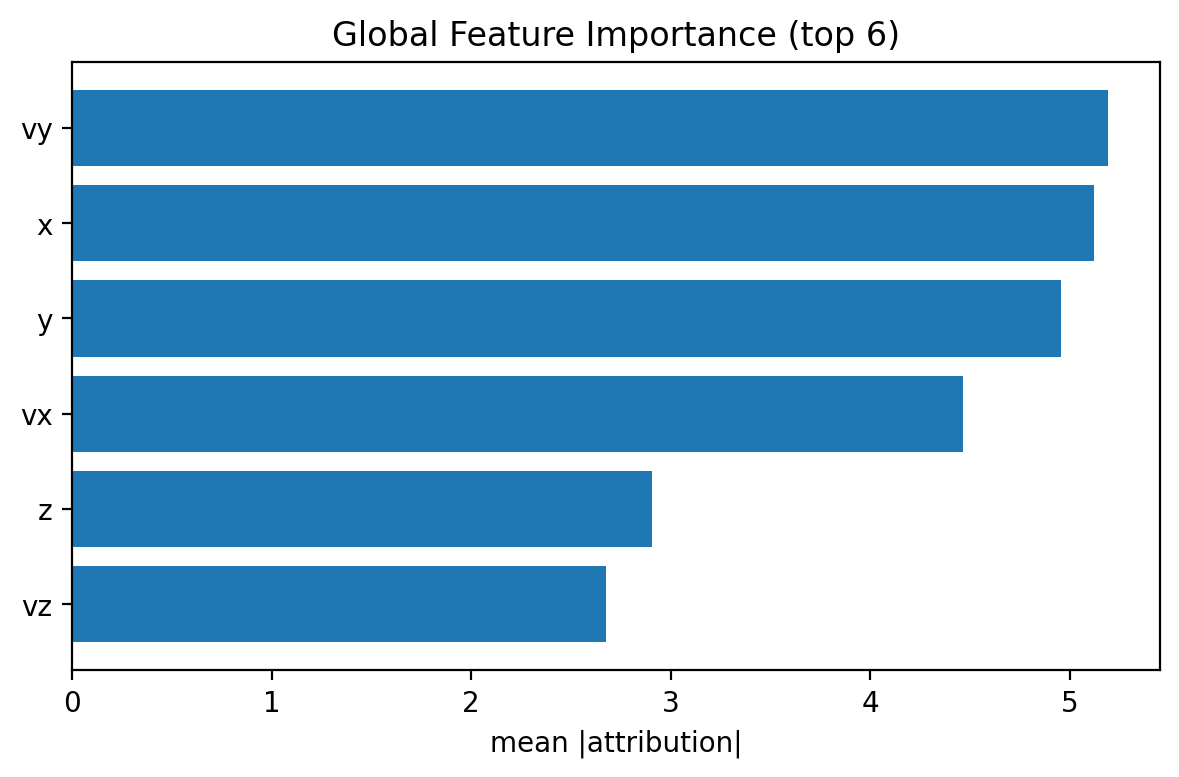 Global Feature Importance (top 6)
vy
x
y
vx
z
vz
0 1 2 3 4 5
mean |attribution|